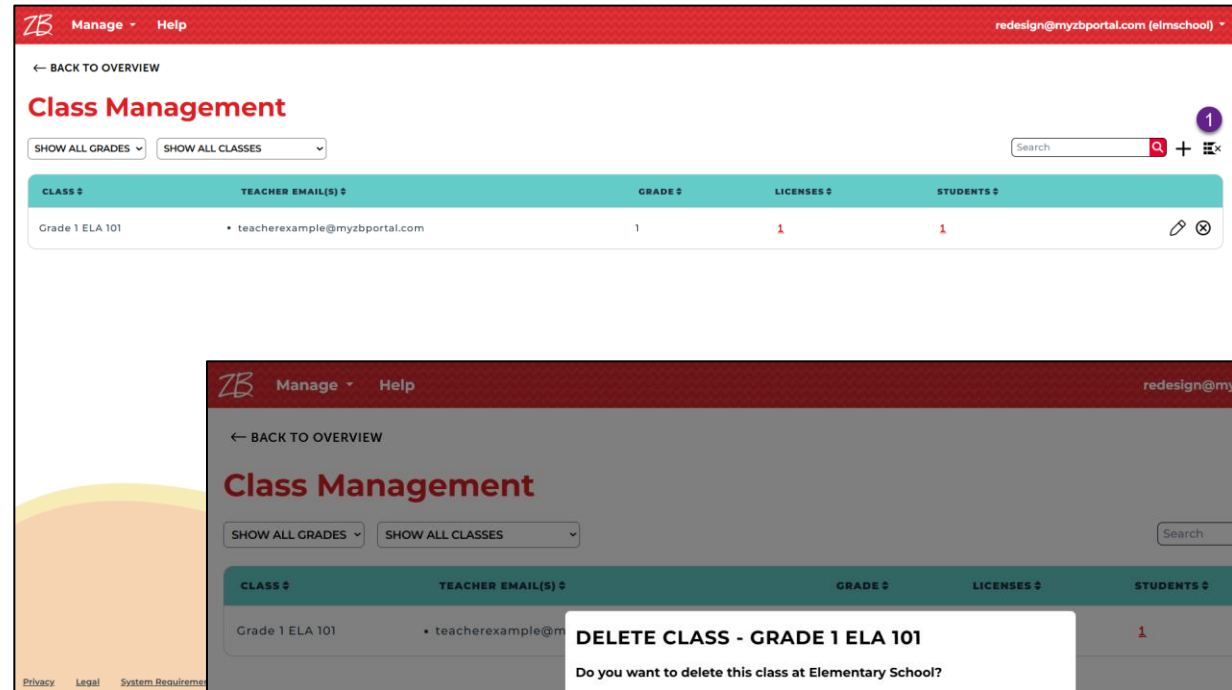 ZB Manage Help redesign@myzbportal.com (elmschool)
← BACK TO OVERVIEW
Class Management
1
SHOW ALL GRADES SHOW ALL CLASSES Search
CLASS TEACHER EMAIL(S) GRADE LICENSES STUDENTS
Grade 1 ELA 101 • teacherexample@myzbportal.com 1 1 1
ZB Manage Help redesign@my
← BACK TO OVERVIEW
Class Management
SHOW ALL GRADES SHOW ALL CLASSES Search
CLASS TEACHER EMAIL(S) GRADE LICENSES STUDENTS
Grade 1 ELA 101 • teacherexample@m 1
DELETE CLASS - GRADE 1 ELA 101
Do you want to delete this class at Elementary School?
Privacy Legal System Requireme